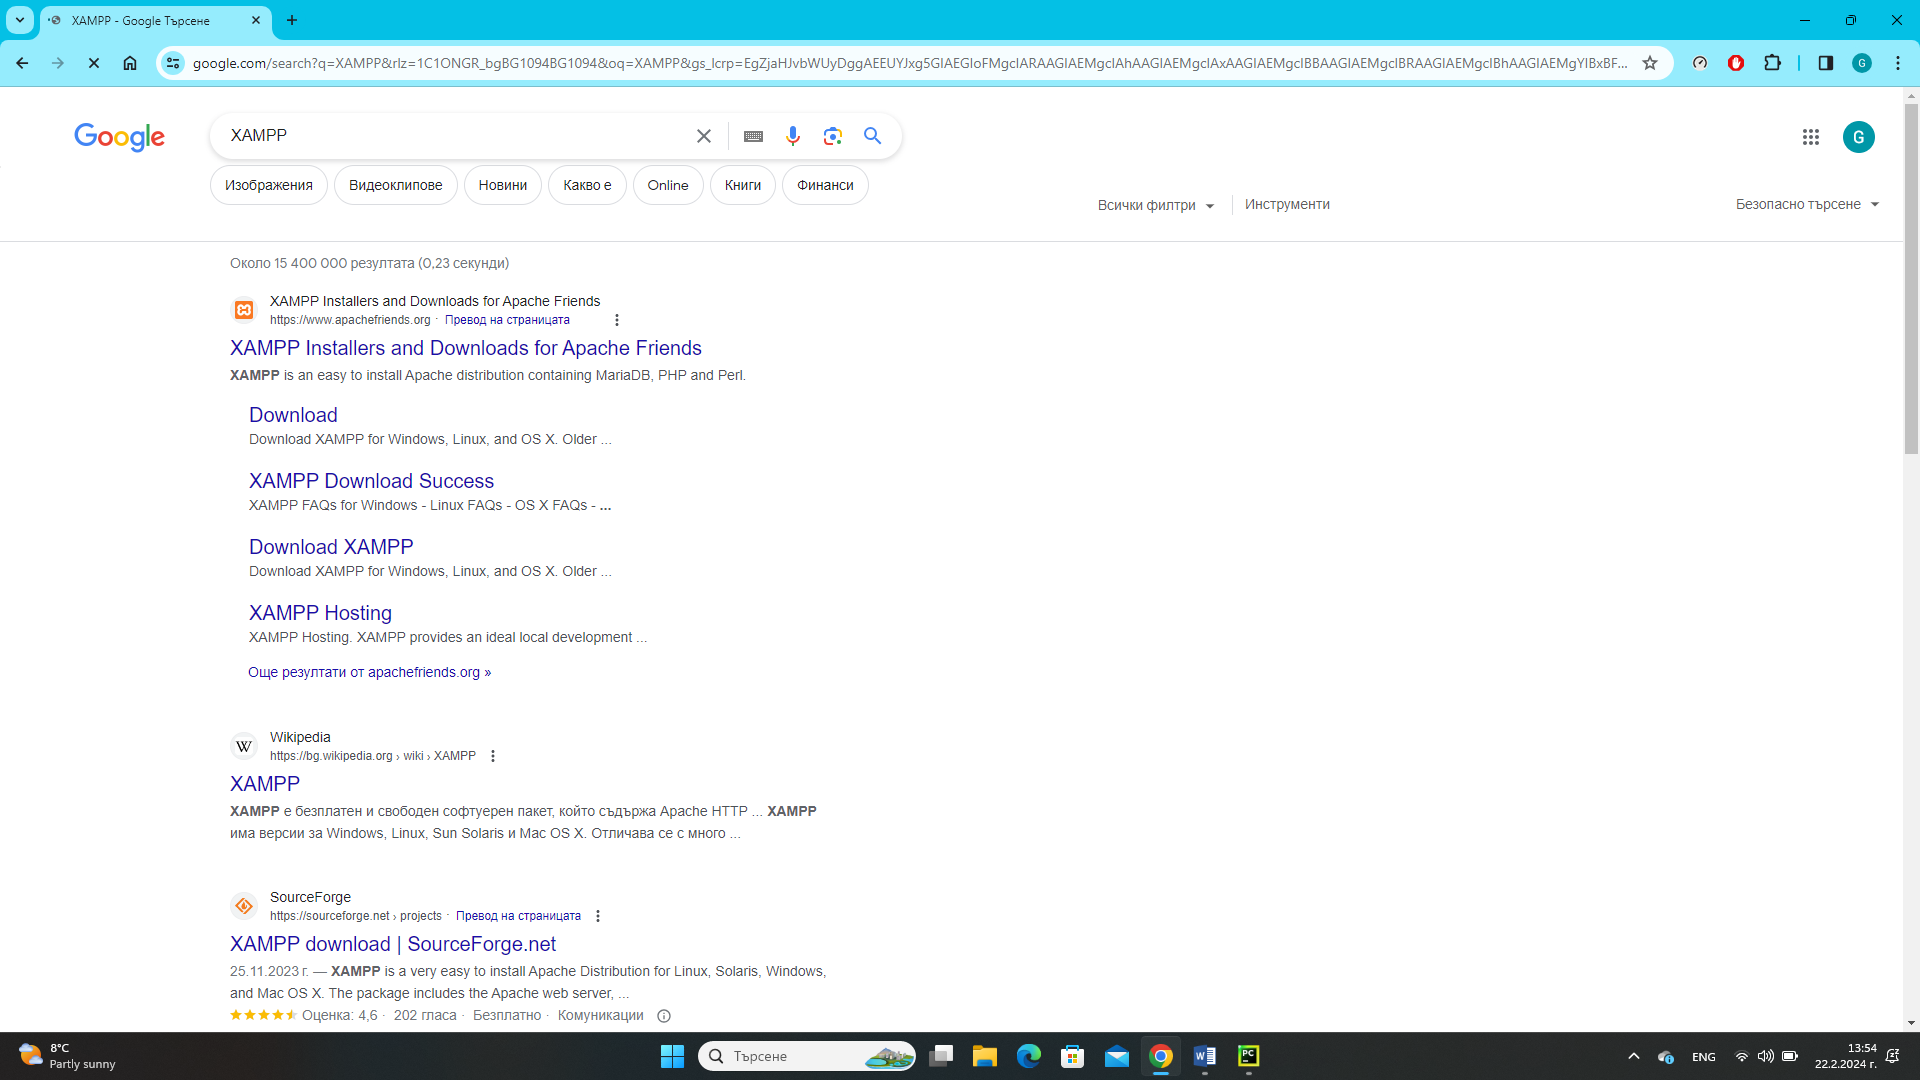 XAMPP - Google Търсене
google.com/search?q=XAMPP&rlz=1C1ONGR_bgBG1094BG1094&oq=XAMPP&gs_lcrp=
G
Google
XAMPP
G
Изображения
Видеоклипове
Новини
Какво е
Online
Книги
Финанси
Всички филтри
Инструменти
Безопасно търсене
Около 15 400 000 резултата (0,23 секунди)
XAMPP Installers and Downloads for Apache Friends
https://www.apachefriends.org · Превод на страницата
XAMPP Installers and Downloads for Apache Friends
XAMPP is an easy to install Apache distribution containing MariaDB, PHP and Perl.
Download
Download XAMPP for Windows, Linux, and OS X. Older ...
XAMPP Download Success
XAMPP FAQs for Windows - Linux FAQs - OS X FAQs - ...
Download XAMPP
Download XAMPP for Windows, Linux, and OS X. Older ...
XAMPP Hosting
XAMPP Hosting. XAMPP provides an ideal local development ...
Още резултати от apachefriends.org »
W
Wikipedia
https://bg.wikipedia.org › wiki › XAMPP
XAMPP
XAMPP е безплатен и свободен софтуерен пакет, който съдържа Apache HTTP ... XAMPP
има версии за Windows, Linux, Sun Solaris и Mac OS X. Отличава се с много ...
SourceForge
https://sourceforge.net › projects · Превод на страницата
XAMPP download | SourceForge.net
25.11.2023 г. — XAMPP is a very easy to install Apache Distribution for Linux, Solaris, Windows,
and Mac OS X. The package includes the Apache web server, ...
Оценка: 4,6 · 202 гласа · Безплатно · Комуникации
8°C
Partly sunny
Търсене
W
PC
ENG
13:54
22.2.2024 г.